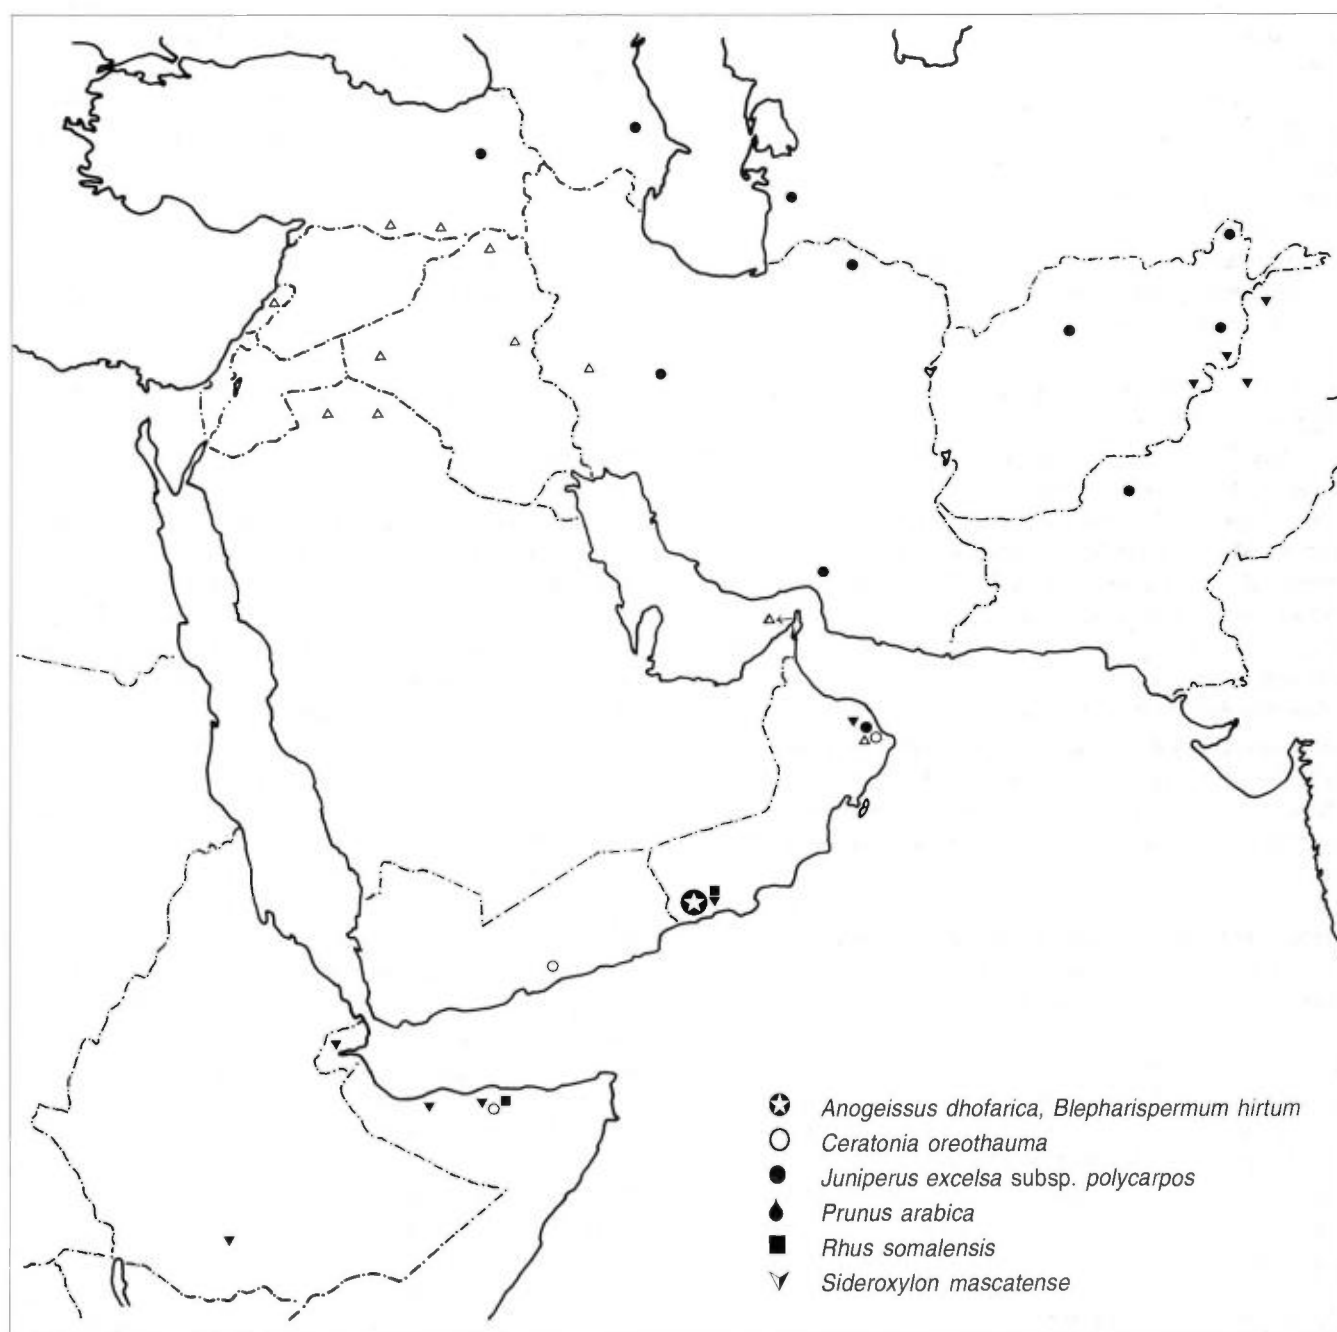 Anogeissus dhofarica, Blepharispermum hirtum
Ceratonia oreothauma
Juniperus excelsa subsp. polycarpos
Prunus arabica
Rhus somalensis
Sideroxylon mascatense